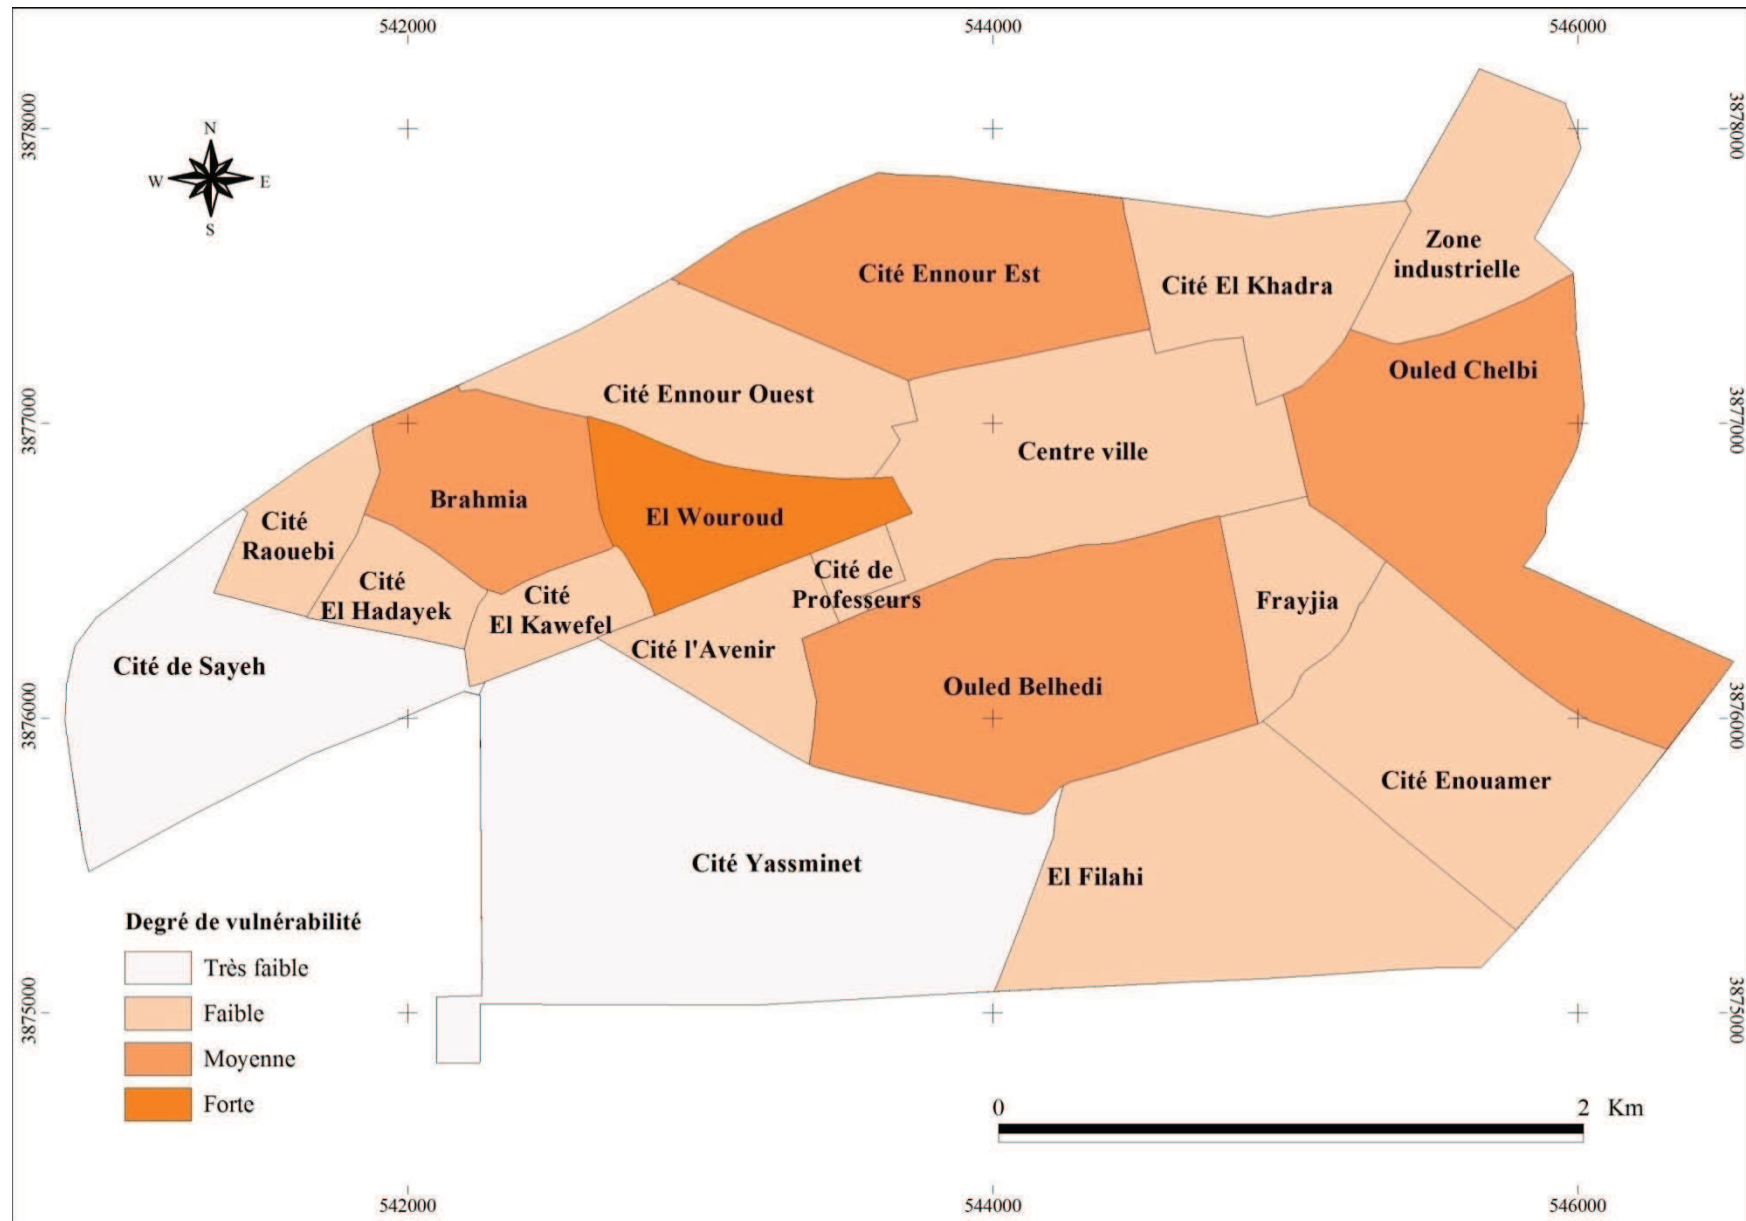 542000
544000
546000
3878000
3878000
N
W
E
S
Zone
industrielle
Cité Ennour Est
Cité El Khadra
Ouled Chelbi
Cité Ennour Ouest
3877000
3877000
Centre ville
Brahmia
El Wouroud
Cité
Raouebi
Cité de
Professeurs
Cité
El Hadayek
Cité
El Kawefel
Frayjia
Cité l'Avenir
Cité de Sayeh
Ouled Belhedi
3876000
3876000
Cité Enouamer
Cité Yassminet
El Filahi
Degré de vulnérabilité
Très faible
Faible
Moyenne
Forte
3875000
3875000
0
2 Km
542000
544000
546000